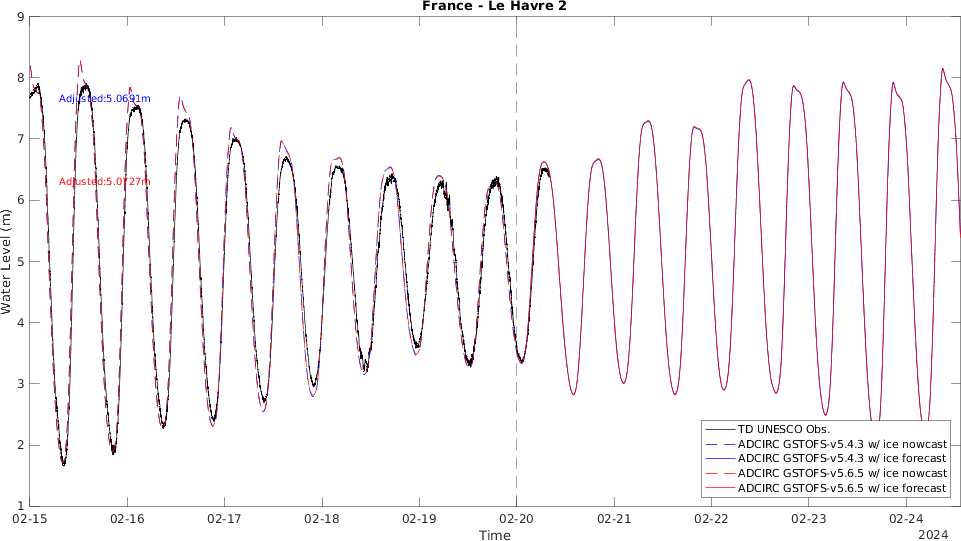 France - Le Havre 2
9
8
7
6
5
4
3
2
1
Water Level (m)
Adjusted:5.0691m
Adjusted:5.0727m
TD UNESCO Obs.
ADCIRC GSTOFS-v5.4.3 w/ ice nowcast
ADCIRC GSTOFS-v5.4.3 w/ ice forecast
ADCIRC GSTOFS-v5.6.5 w/ ice nowcast
ADCIRC GSTOFS-v5.6.5 w/ ice forecast
02-15 02-16 02-17 02-18 02-19 02-20 02-21 02-22 02-23 02-24
Time
2024